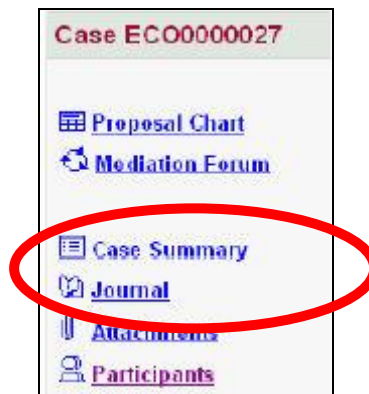 Case ECO0000027
Proposal Chart
Mediation Forum
Case Summary
Journal
Attachments
Participants